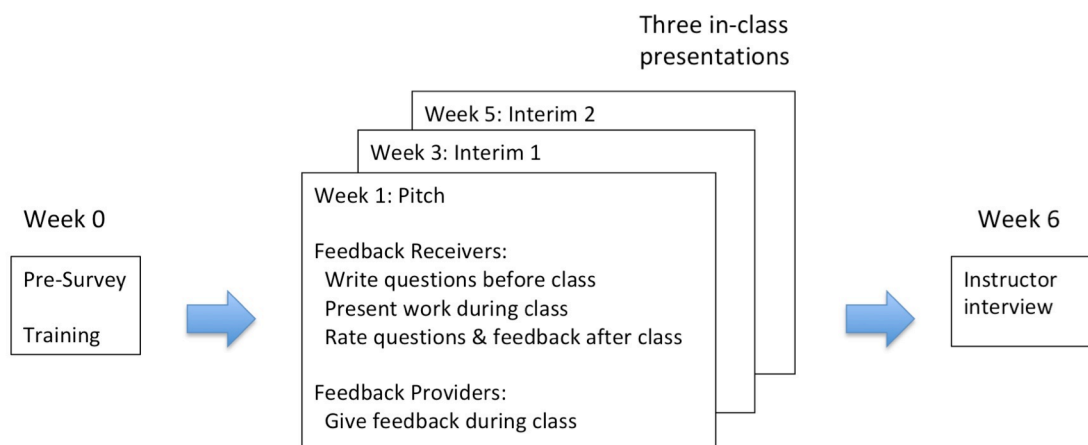 Three in-class
presentations
Week 5: Interim 2
Week 3: Interim 1
Week 1: Pitch
Feedback Receivers:
Write questions before class
Present work during class
Rate questions & feedback after class
Feedback Providers:
Give feedback during class
Week 0
Pre-Survey
Training
Week 6
Instructor
interview